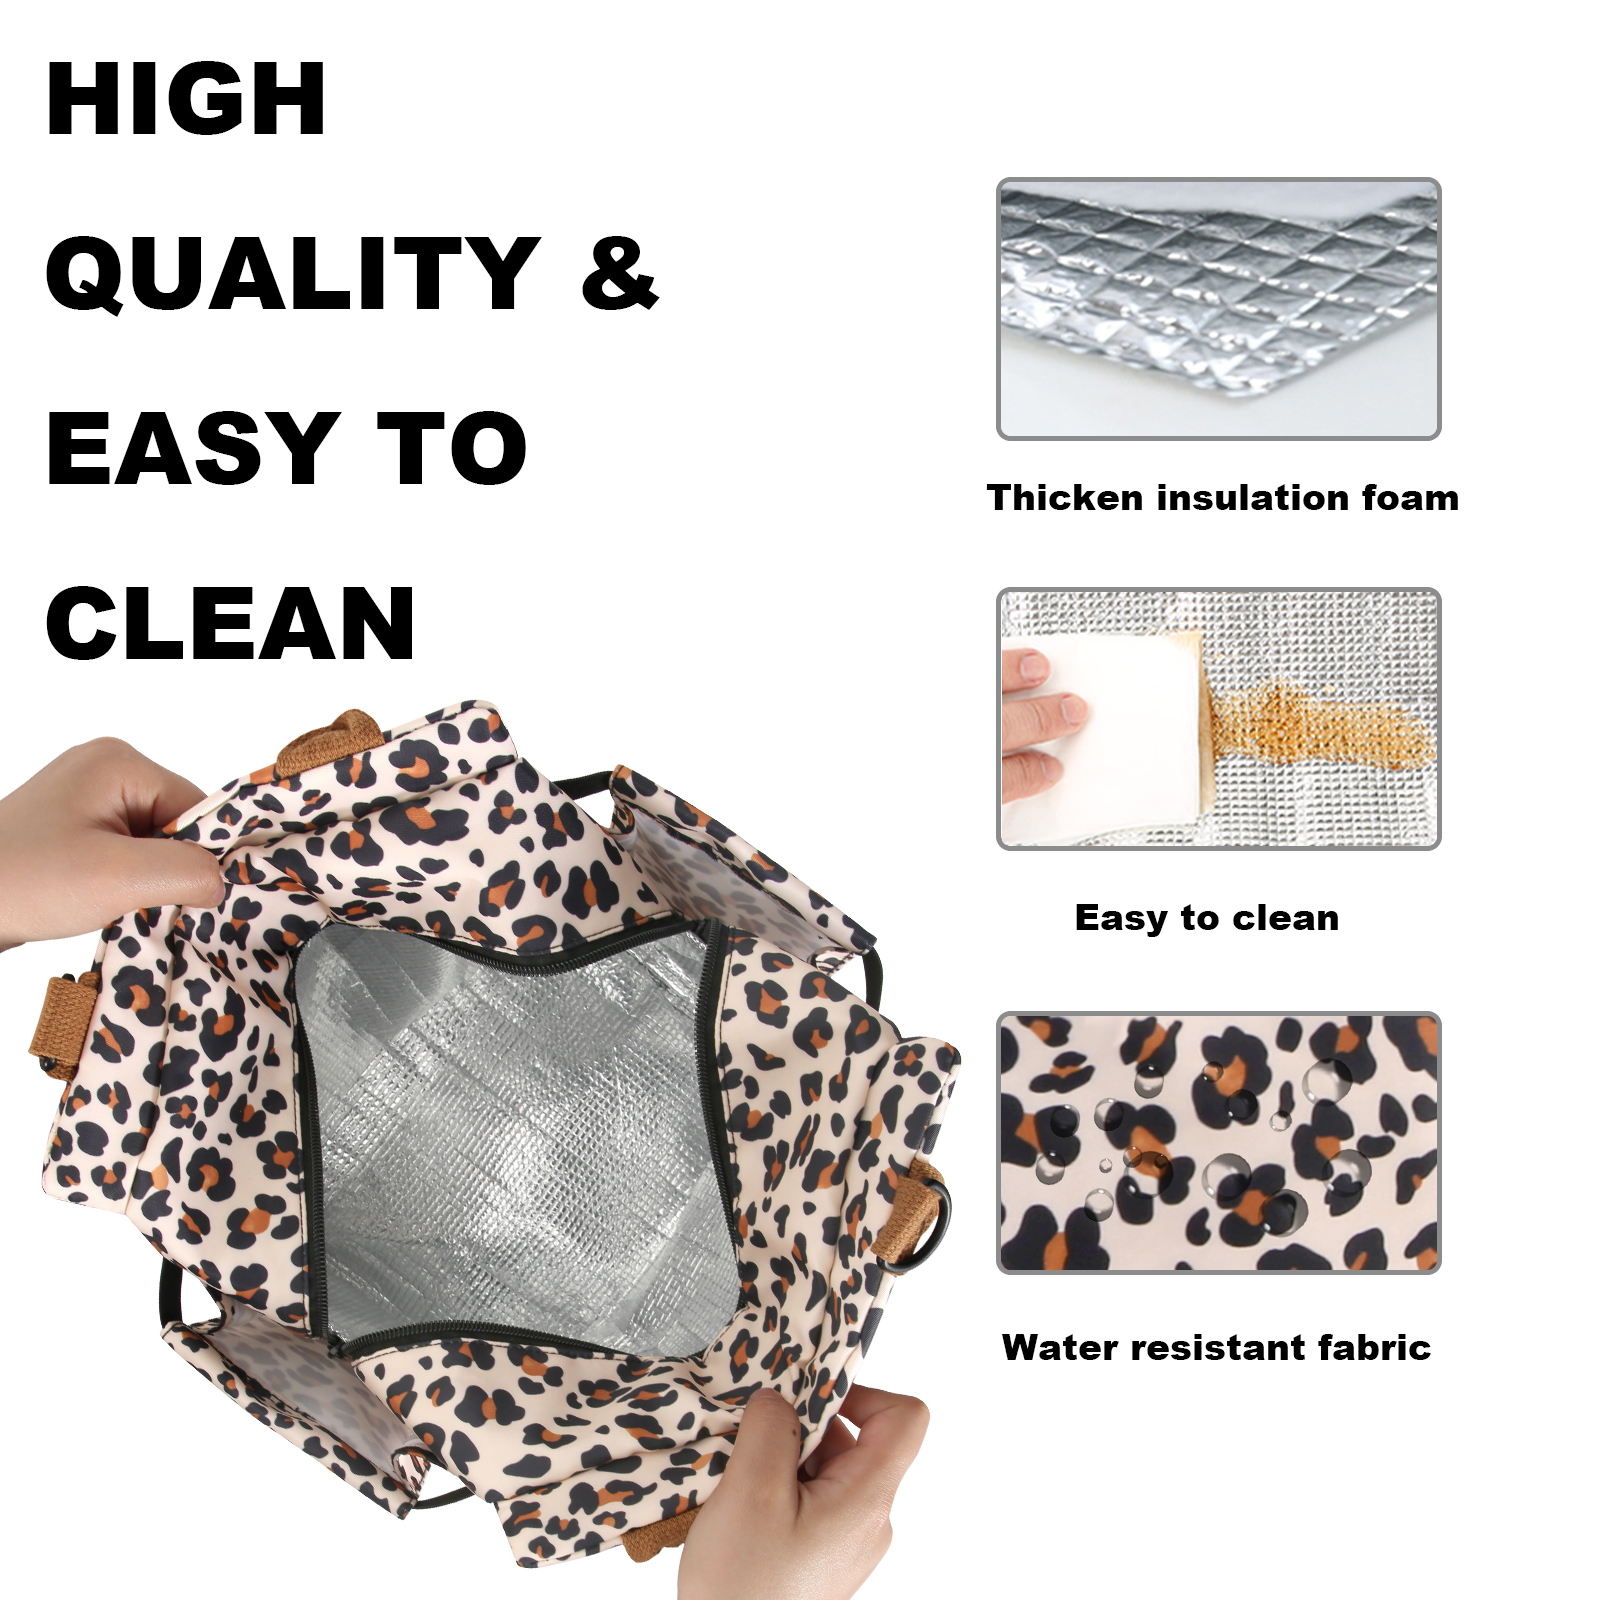 HIGH
QUALITY &
EASY TO
CLEAN
Thicken insulation foam
Easy to clean
Water resistant fabric